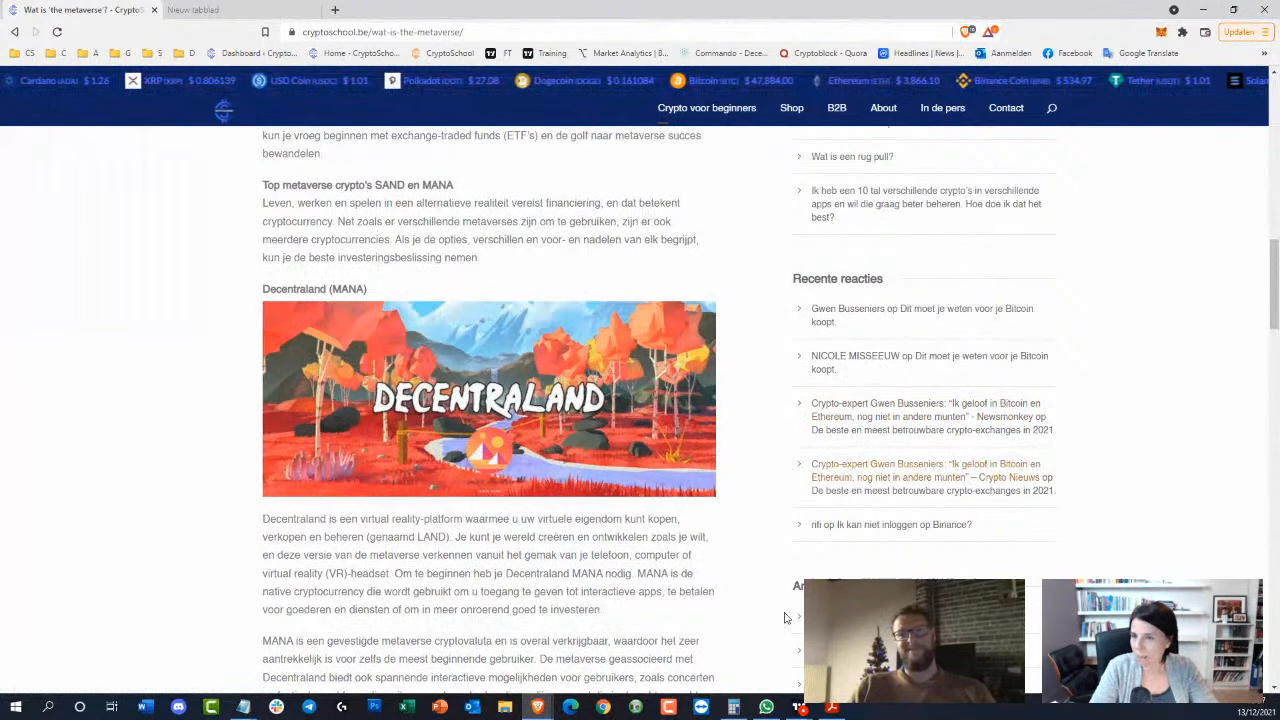 Wat is 'the metaverse'? - CryptoS
Nieuw tabblad
cryptoschool.be/wat-is-the-metaverse/
Updaten
Dashboard
CryptoSchool
FT
Training
Market Analytics | B...
Commando - Dece...
Cryptoballon - Quora
Headlines | News |...
Aanmelden
Facebook
Google Translate
Cardano (ADA) $ 1.26
XRP (XRP) $ 0.806139
USD Coin (USDC) $ 1.01
Polkadot (DOT) $ 27.08
Dogecoin (DOGE) $ 0.161084
Bitcoin (BTC) $ 47,884.00
Ethereum (ETH) $ 3,866.10
Binance Coin (BNB) $ 534.97
Tether (USDT) $ 1.01
Solan
Crypto voor beginners
Shop
B2B
About
In de pers
Contact
kun je vroeg beginnen met exchange-traded funds (ETF's) en de golf naar metaverse succes
bewandelen.
Top metaverse crypto's SAND en MANA
Leven, werken en spelen in een alternatieve realiteit vereist financiering, en dat betekent
cryptocurrency. Net zoals er verschillende metaverses zijn om te gebruiken, zijn er ook
meerdere cryptocurrencies. Als je de opties, verschillen en voor- en nadelen van elk begrijpt,
kun je de beste investeringsbeslissing nemen.
Decentraland (MANA)
DECENTRALAND
Decentraland is een virtual reality-platform waarmee u uw virtuele eigendom kunt kopen,
verkopen en beheren (genaamd LAND). Je kunt je wereld creëren en ontwikkelen zoals je wilt,
en deze versie van de metaverse verkennen vanuit het gemak van je telefoon, computer of
virtual reality (VR)-headset. Om te beginnen heb je Decentraland MANA nodig. MANA is de
native cryptocurrency die wordt gebruikt om u toegang te geven tot interactieve apps, te betalen
voor goederen en diensten of om in meer onroerend goed te investeren.
MANA is een gevestigde metaverse cryptovaluta en is overal verkrijgbaar, waardoor het zeer
aantrekkelijk is voor zelfs de meest beginnende gebruiker. De metaverse geassocieerd met
Decentraland biedt ook spannende interactieve mogelijkheden voor gebruikers, zoals concerten
Wat is een rug pull?
Ik heb een 10 tal verschillende crypto's in verschillende
apps en wil die graag beter beheren. Hoe doe ik dat het
best?
Recente reacties
Gwen Busseniers op Dit moet je weten voor je Bitcoin
koopt.
NICOLE MISSEEUW op Dit moet je weten voor je Bitcoin
koopt.
Crypto-expert Gwen Busseniers: "Ik geloof in Bitcoin en
Ethereum, nog niet in andere munten" - Newsmonkey op
De beste en meest betrouwbare crypto-exchanges in 2021.
Crypto-expert Gwen Busseniers: "Ik geloof in Bitcoin en
Ethereum, nog niet in andere munten" – Crypto Nieuws op
De beste en meest betrouwbare crypto-exchanges in 2021.
rifi op Ik kan niet inloggen op Binance?
13/12/2021